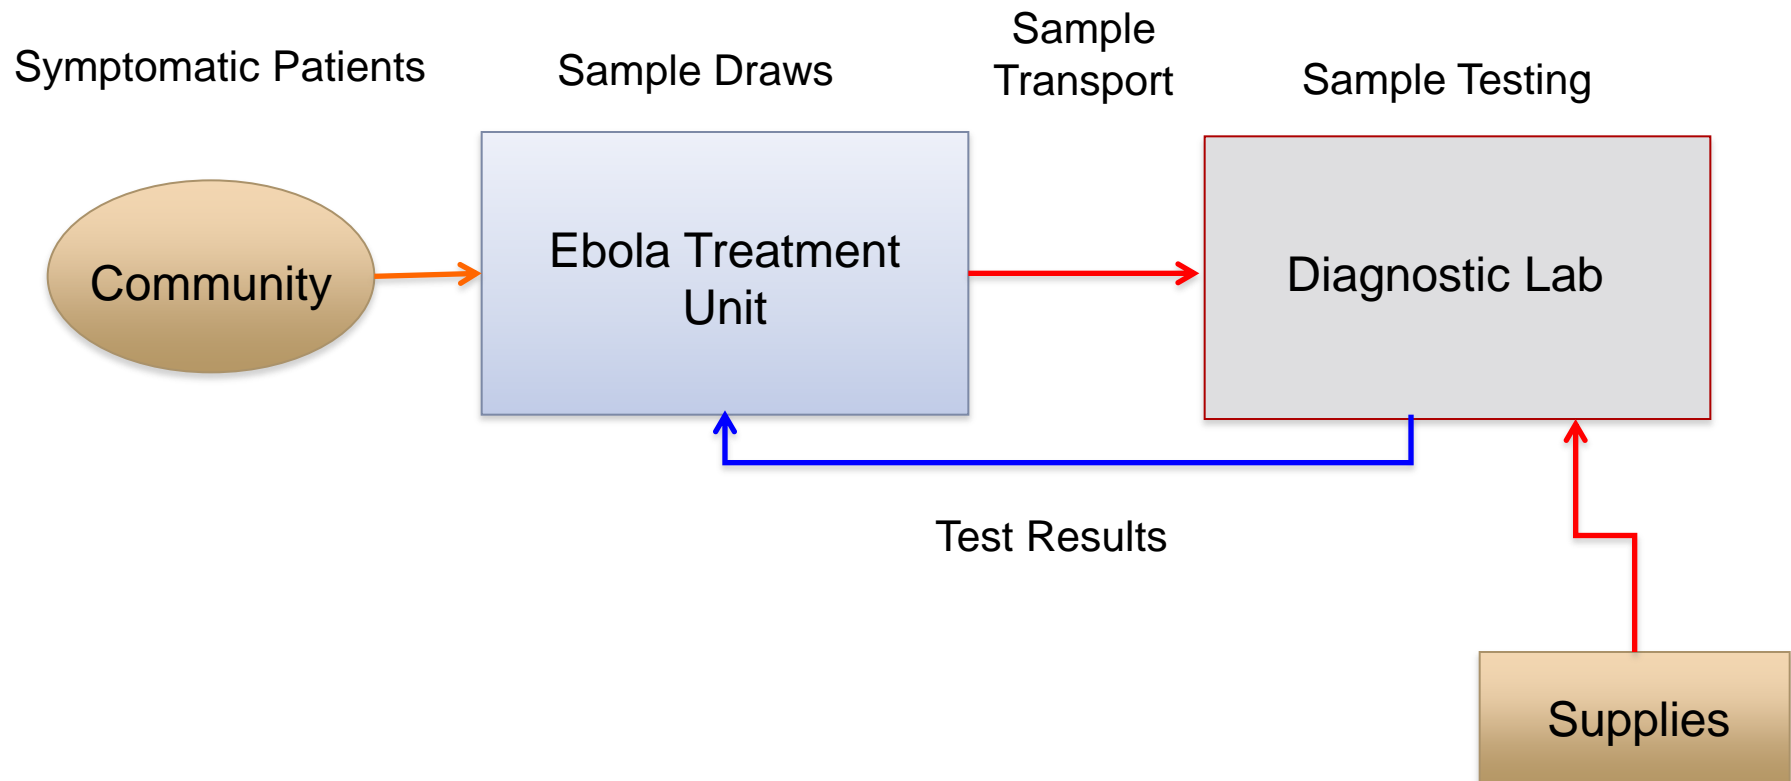 Symptomatic Patients
Sample Draws
Sample
Transport
Sample Testing
Community
Ebola Treatment
Unit
Diagnostic Lab
Test Results
Supplies